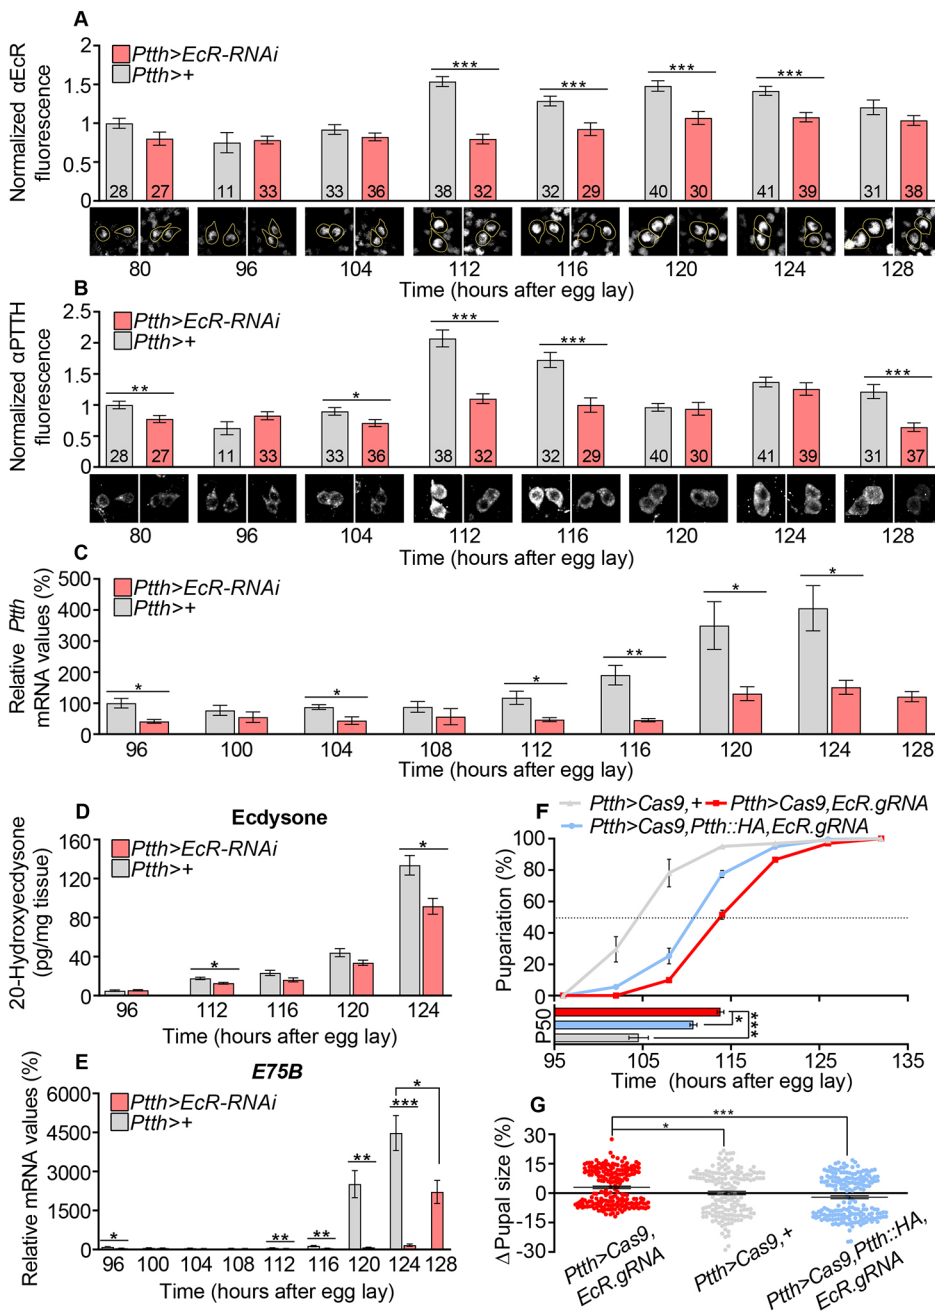 A
Normalized αEcR
fluorescence
2
1.5
1
0.5
0
Ptth>EcR-RNAi
Ptth>+
***
***
***
***
28 27 11 33 33 36 38 32 32 29 40 30 41 39 31 38
80 96 104 112 116 120 124 128
Time (hours after egg lay)
B
Normalized αPTTH
fluorescence
2.5
2
1.5
1
0.5
0
Ptth>EcR-RNAi
Ptth>+
**
*
***
***
***
28 27 11 33 33 36 38 32 32 29 40 30 41 39 31 37
80 96 104 112 116 120 124 128
Time (hours after egg lay)
C
Relative Ptth
mRNA values (%)
500
400
300
200
100
0
Ptth>EcR-RNAi
Ptth>+
*
*
*
**
*
*
96 100 104 108 112 116 120 124 128
Time (hours after egg lay)
D
Ecdysone
20-Hydroxyecdysone
(pg/mg tissue)
160
120
80
40
0
Ptth>EcR-RNAi
Ptth>+
*
*
96 112 116 120 124
Time (hours after egg lay)
E
E75B
Relative mRNA values (%)
6000
4500
3000
1500
0
Ptth>EcR-RNAi
Ptth>+
*
**
**
**
***
*
96 100 104 108 112 116 120 124 128
Time (hours after egg lay)
F
Ptth>Cas9,+ Ptth>Cas9,EcR.gRNA
Ptth>Cas9,Ptth::HA,EcR.gRNA
Pupariation (%)
100
80
60
40
20
0
P50
*
***
95 105 115 125 135
Time (hours after egg lay)
G
Δ Pupal size (%)
30
15
0
-15
-30
***
*
Ptth>Cas9,
EcR.gRNA
Ptth>Cas9,+
Ptth>Cas9,Ptth::HA,
EcR.gRNA